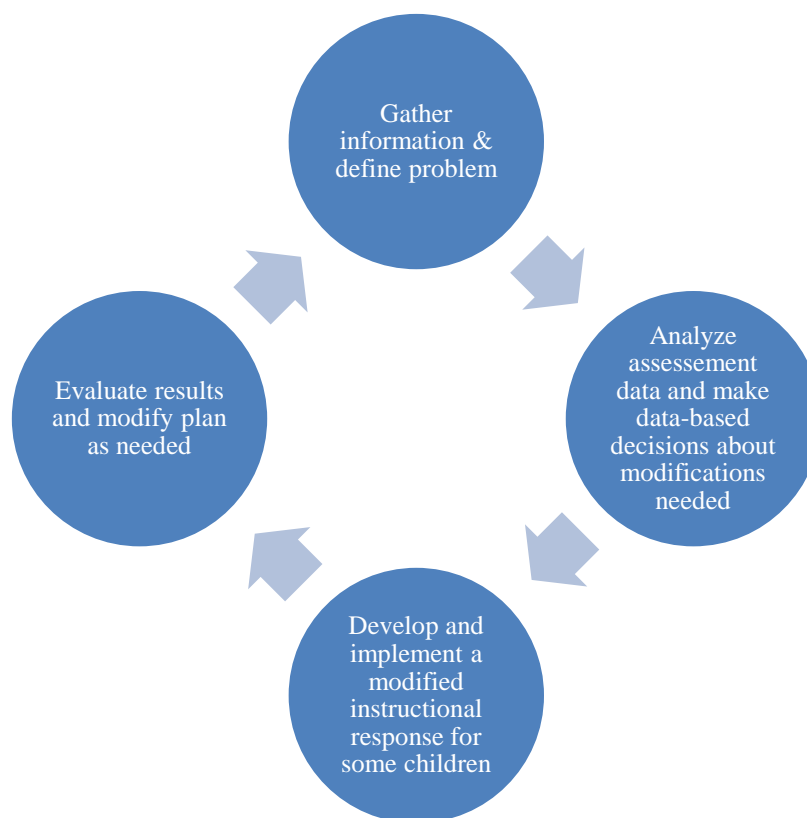 Gather
information &
define problem
Analyze
assessement
data and make
data-based
decisions about
modifications
needed
Develop and
implement a
modified
instructional
response for
some children
Evaluate results
and modify plan
as needed